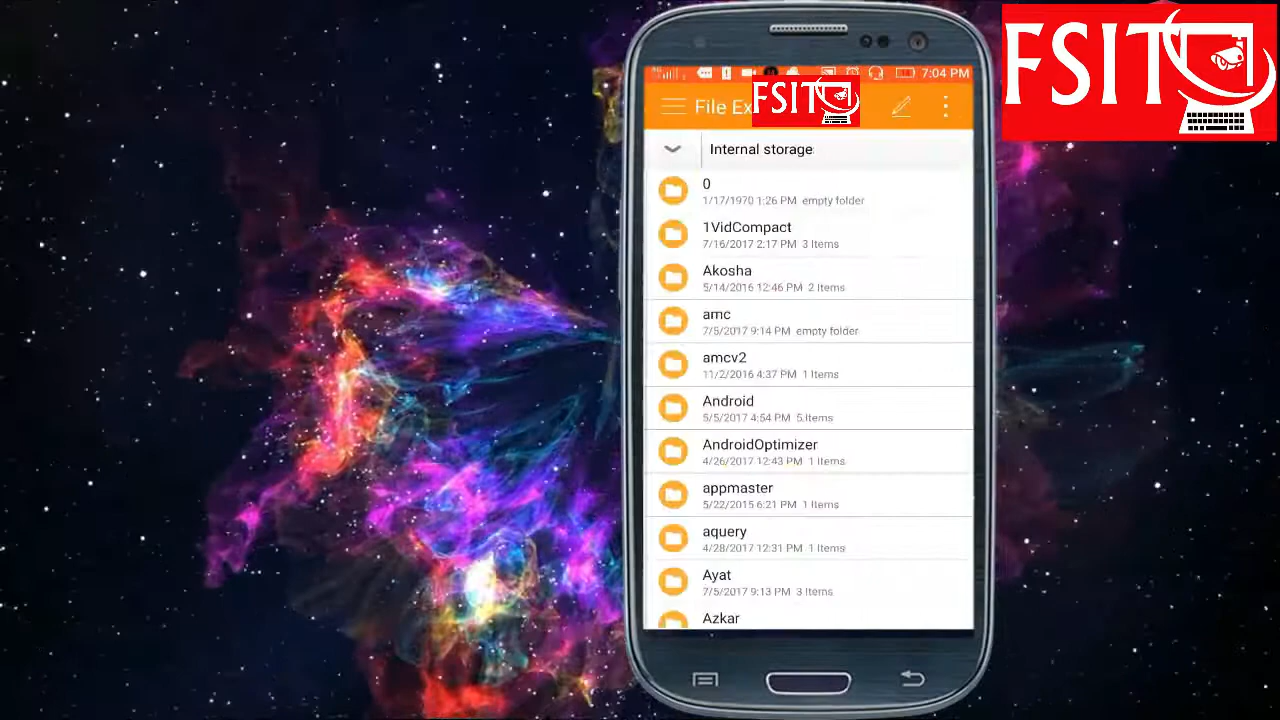 FSIT
7:04 PM
File Ex
FSIT
Internal storage
0
1/17/1970 1:26 PM empty folder
1VidCompact
7/16/2017 2:17 PM 3 Items
Akosha
5/14/2016 12:46 PM 2 Items
amc
7/5/2017 9:14 PM empty folder
amcv2
11/2/2016 4:37 PM 1 Items
Android
5/5/2017 4:54 PM 5 Items
AndroidOptimizer
4/26/2017 12:43 PM 1 Items
appmaster
5/22/2015 6:21 PM 1 Items
aquery
4/28/2017 12:31 PM 1 Items
Ayat
7/5/2017 9:13 PM 3 Items
Azkar